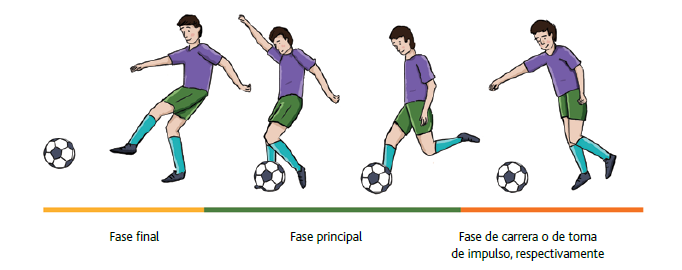 Fase final
Fase principal
Fase de carrera o de toma
de impulso, respectivamente